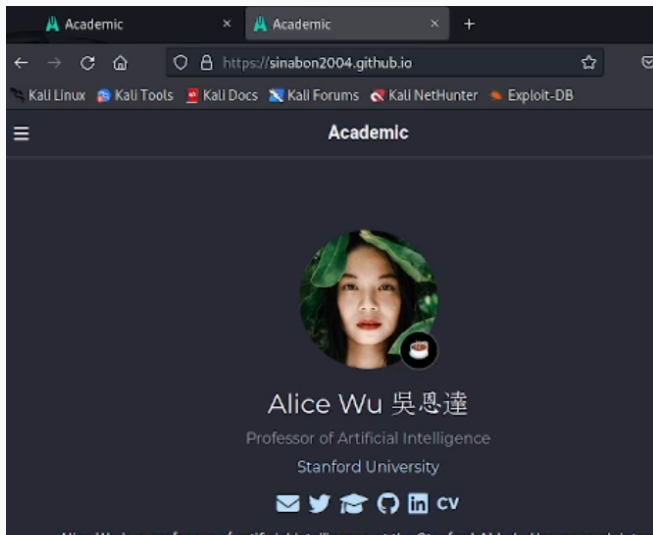 Academic
Academic
https://sinabon2004.github.io
Kali Linux Kali Tools Kali Docs Kali Forums Kali NetHunter Exploit-DB
Academic
Alice Wu 吳恩達
Professor of Artificial Intelligence
Stanford University
CV